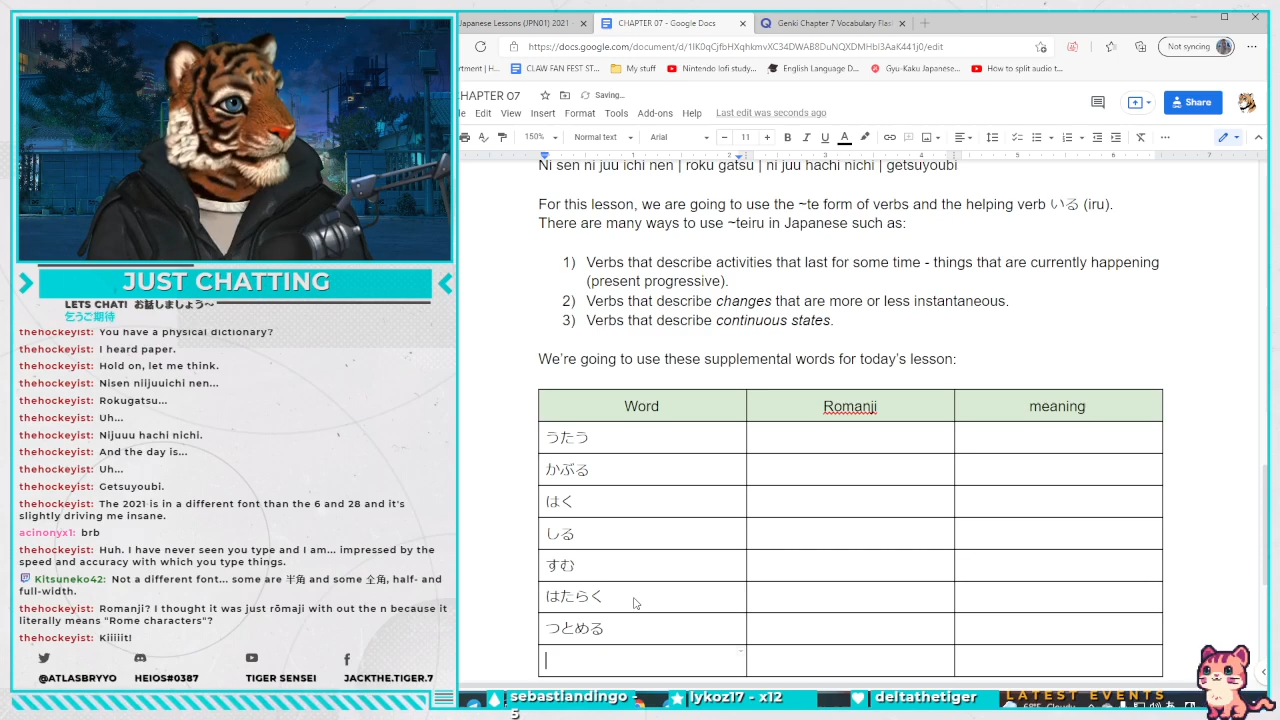 JUST CHATTING
LETS CHAT! お話しましょう～
乞うご期待
thehockeyist: You have a physical dictionary?
thehockeyist: I heard paper.
thehockeyist: Hold on, let me think.
thehockeyist: Nisen niijuuichi nen...
thehockeyist: Rokugatsu...
thehockeyist: Uh...
thehockeyist: Nijuuu hachi nichi.
thehockeyist: And the day is...
thehockeyist: Uh...
thehockeyist: Getsuyoubi.
thehockeyist: The 2021 is in a different font than the 6 and 28 and it's
slightly driving me insane.
acinonyx1: brb
thehockeyist: Huh. I have never seen you type and I am... impressed by the
speed and accuracy with which you type things.
Kitsuneko42: Not a different font... some are 半角 and some 全角, half- and
full-width.
thehockeyist: Romanji? I thought it was just rōmaji with out the n because it
literally means "Rome characters"?
thehockeyist: Kiiiiit!
@ATLASBRYYO HEIOS#0387 TIGER SENSEI JACKTHE.TIGER.7
Japanese Lessons (JPN01) 2021 - CHAPTER 07 - Google Docs Genki Chapter 7 Vocabulary Flas
Not syncing
CLAW FAN FEST ST... My stuff Nintendo lofi study... English Language D... Gyu-Kaku Japanese... How to split audio t...
CHAPTER 07 Saving...
Edit View Insert Format Tools Add-ons Help Last edit was seconds ago
Share
150% Normal text Arial 11
Ni sen ni juu ichi nen | roku gatsu | ni juu hachi nichi | getsuyoubi
For this lesson, we are going to use the ~te form of verbs and the helping verb いる (iru).
There are many ways to use ~teiru in Japanese such as:
1) Verbs that describe activities that last for some time - things that are currently happening
(present progressive).
2) Verbs that describe changes that are more or less instantaneous.
3) Verbs that describe continuous states.
We're going to use these supplemental words for today's lesson:
Word Romanji meaning
うたう
かぶる
はく
しる
すむ
はたらく
つとめる
sebastlandingo - lykoz17 - x12 deltathetiger LATEST EVENTS
5